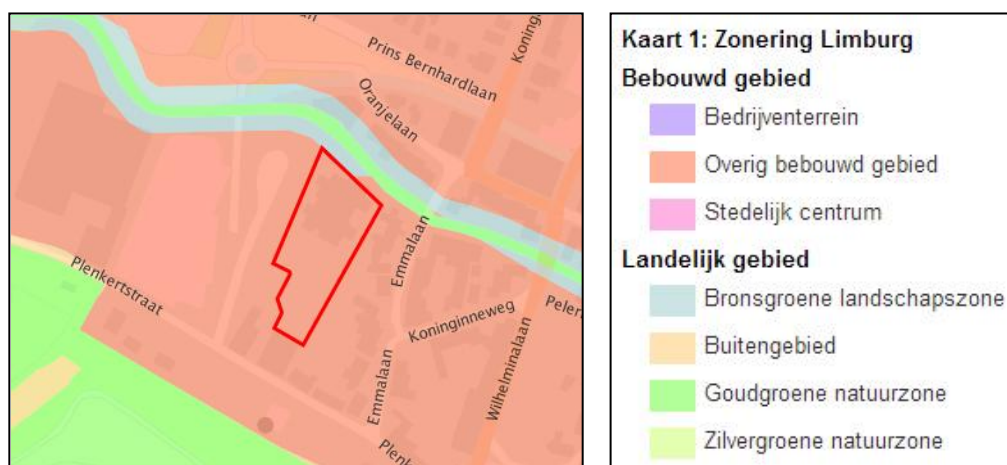 Prins Bernhardlaan
Oranjelaan
Emmalaan
Koninginneweg
Plenkertstraat
Emmalaan
Wilhelminalaan
Kaart 1: Zonering Limburg
Bebouwd gebied
Bedrijventerrein
Overig bebouwd gebied
Stedelijk centrum
Landelijk gebied
Bronsgroene landschapszone
Buitengebied
Goudgroene natuurzone
Zilvergroene natuurzone